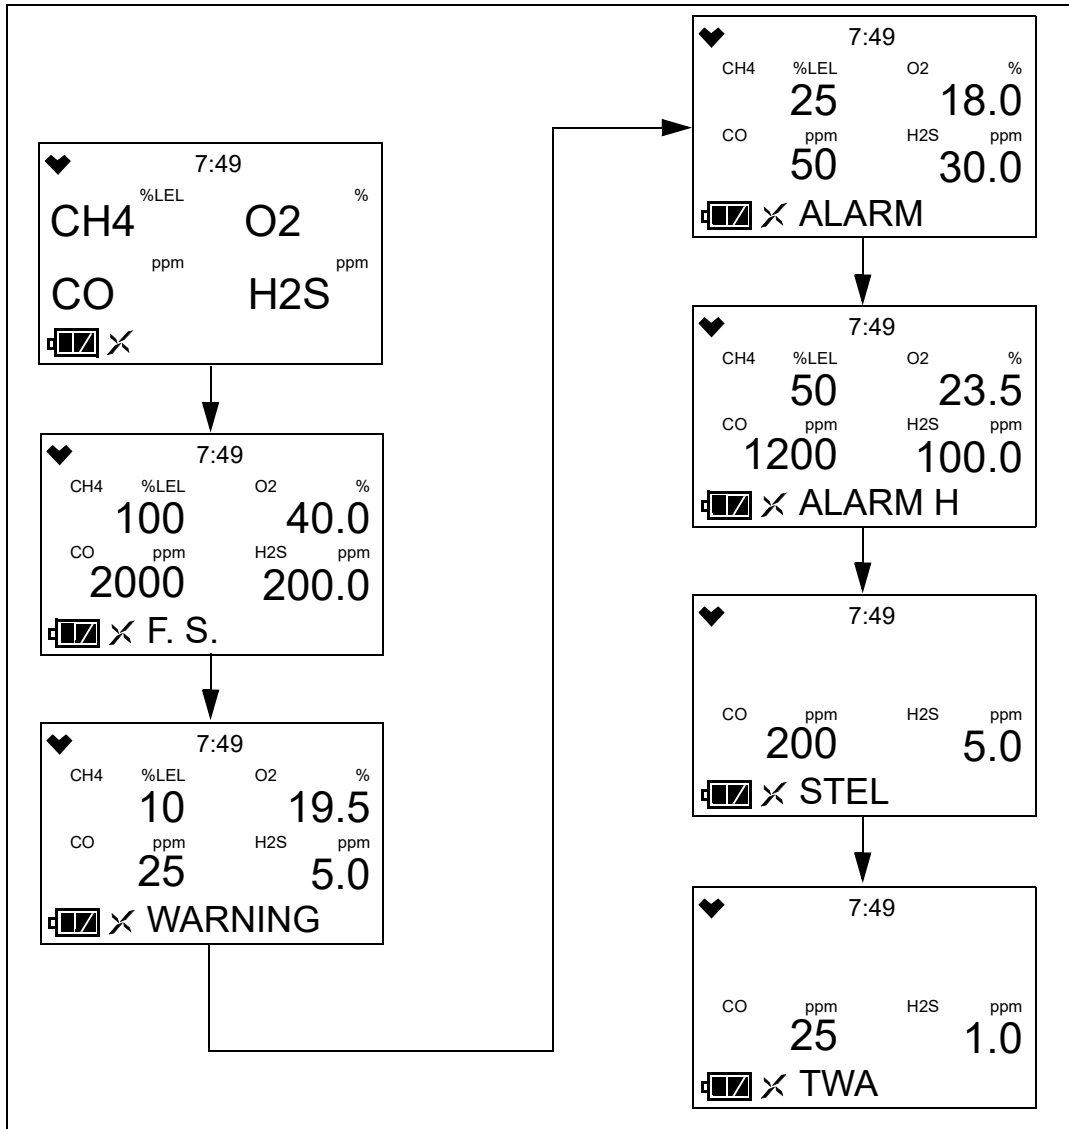 7:49
%LEL %
CH4 O2
ppm ppm
CO H2S
7:49
CH4 %LEL O2 %
100 40.0
CO ppm H2S ppm
2000 200.0
F. S.
7:49
CH4 %LEL O2 %
10 19.5
CO ppm H2S ppm
25 5.0
WARNING
7:49
CH4 %LEL O2 %
25 18.0
CO ppm H2S ppm
50 30.0
ALARM
7:49
CH4 %LEL O2 %
50 23.5
CO ppm H2S ppm
1200 100.0
ALARM H
7:49
CO ppm H2S ppm
200 5.0
STEL
7:49
CO ppm H2S ppm
25 1.0
TWA